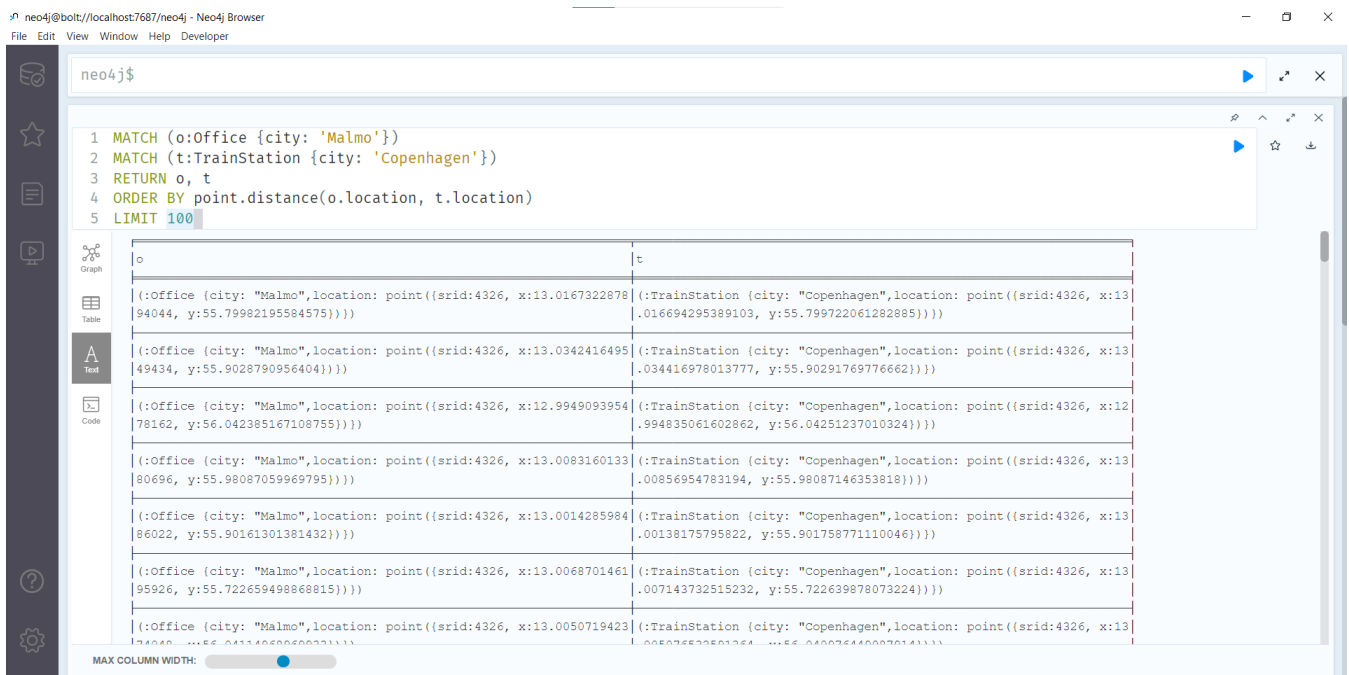 neo4j@bolt://localhost:7687/neo4j - Neo4j Browser
File Edit View Window Help Developer
neo4j$
1 MATCH (o:Office {city: 'Malmo'})
2 MATCH (t:TrainStation {city: 'Copenhagen'})
3 RETURN o, t
4 ORDER BY point.distance(o.location, t.location)
5 LIMIT 100
Graph
Table
Text
Code
|o |t |
|(:Office {city: "Malmo",location: point({srid:4326, x:13.0167322878|(:TrainStation {city: "Copenhagen",location: point({srid:4326, x:13|
|94044, y:55.79982195584575})})|.016694295389103, y:55.799722061282885})})|
|(:Office {city: "Malmo",location: point({srid:4326, x:13.0342416495|(:TrainStation {city: "Copenhagen",location: point({srid:4326, x:13|
|49434, y:55.9028790956404})})|.034416978013777, y:55.90291769776662})})|
|(:Office {city: "Malmo",location: point({srid:4326, x:12.9949093954|(:TrainStation {city: "Copenhagen",location: point({srid:4326, x:12|
|78162, y:56.042385167108755})})|.994835061602862, y:56.04251237010324})})|
|(:Office {city: "Malmo",location: point({srid:4326, x:13.0083160133|(:TrainStation {city: "Copenhagen",location: point({srid:4326, x:13|
|80696, y:55.98087059969795})})|.00856954783194, y:55.98087146353818})})|
|(:Office {city: "Malmo",location: point({srid:4326, x:13.0014285984|(:TrainStation {city: "Copenhagen",location: point({srid:4326, x:13|
|86022, y:55.90161301381432})})|.00138175795822, y:55.901758771110046})})|
|(:Office {city: "Malmo",location: point({srid:4326, x:13.0068701461|(:TrainStation {city: "Copenhagen",location: point({srid:4326, x:13|
|95926, y:55.722659498868815})})|.007143732515232, y:55.722639878073224})})|
|(:Office {city: "Malmo",location: point({srid:4326, x:13.0050719423|(:TrainStation {city: "Copenhagen",location: point({srid:4326, x:13|
MAX COLUMN WIDTH: